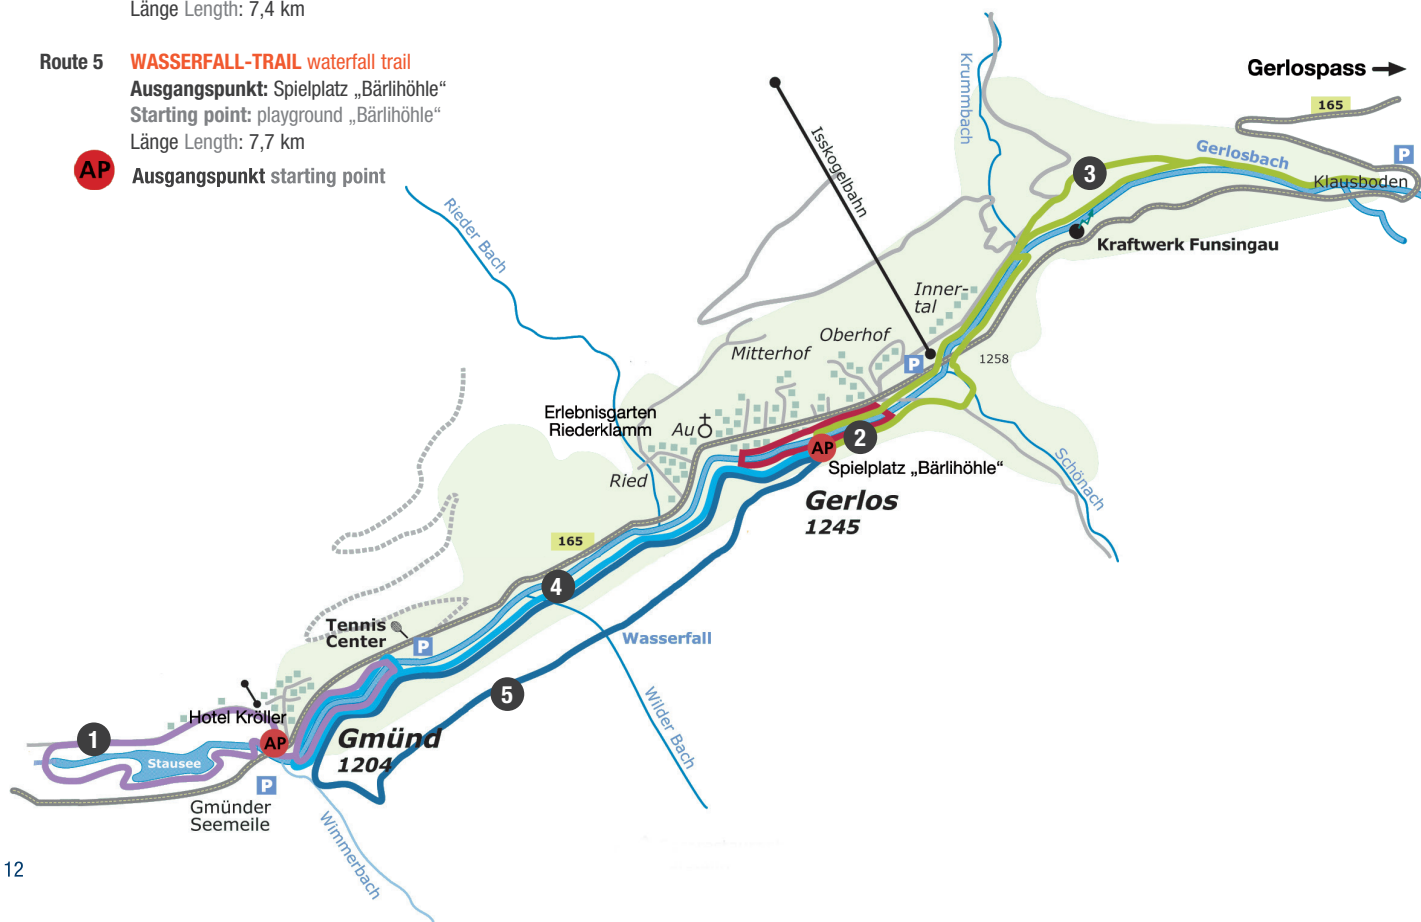 Länge Length: 7,4 km
Route 5 WASSERFALL-TRAIL waterfall trail
Ausgangspunkt: Spielplatz „Bärlihöhle“
Starting point: playground „Bärlihöhle“
Länge Length: 7,7 km
AP Ausgangspunkt starting point
Gerlospass
165
Krummbach
P
Gerlosbach
Isskogelbahn
3
Klausboden
Rieder Bach
Kraftwerk Funsingau
Inner-
tal
Oberhof
Mitterhof
P
1258
Erlebnisgarten
Riederklamm
Au
2
AP
Spielplatz „Bärlihöhle“
Schönach
Ried
Gerlos
1245
165
4
Tennis
Center
P
Wasserfall
5
Wilder Bach
Hotel Kröller
1
AP
Gmünd
1204
Stausee
P
Gmünder
Seemeile
Wimmerbach
12